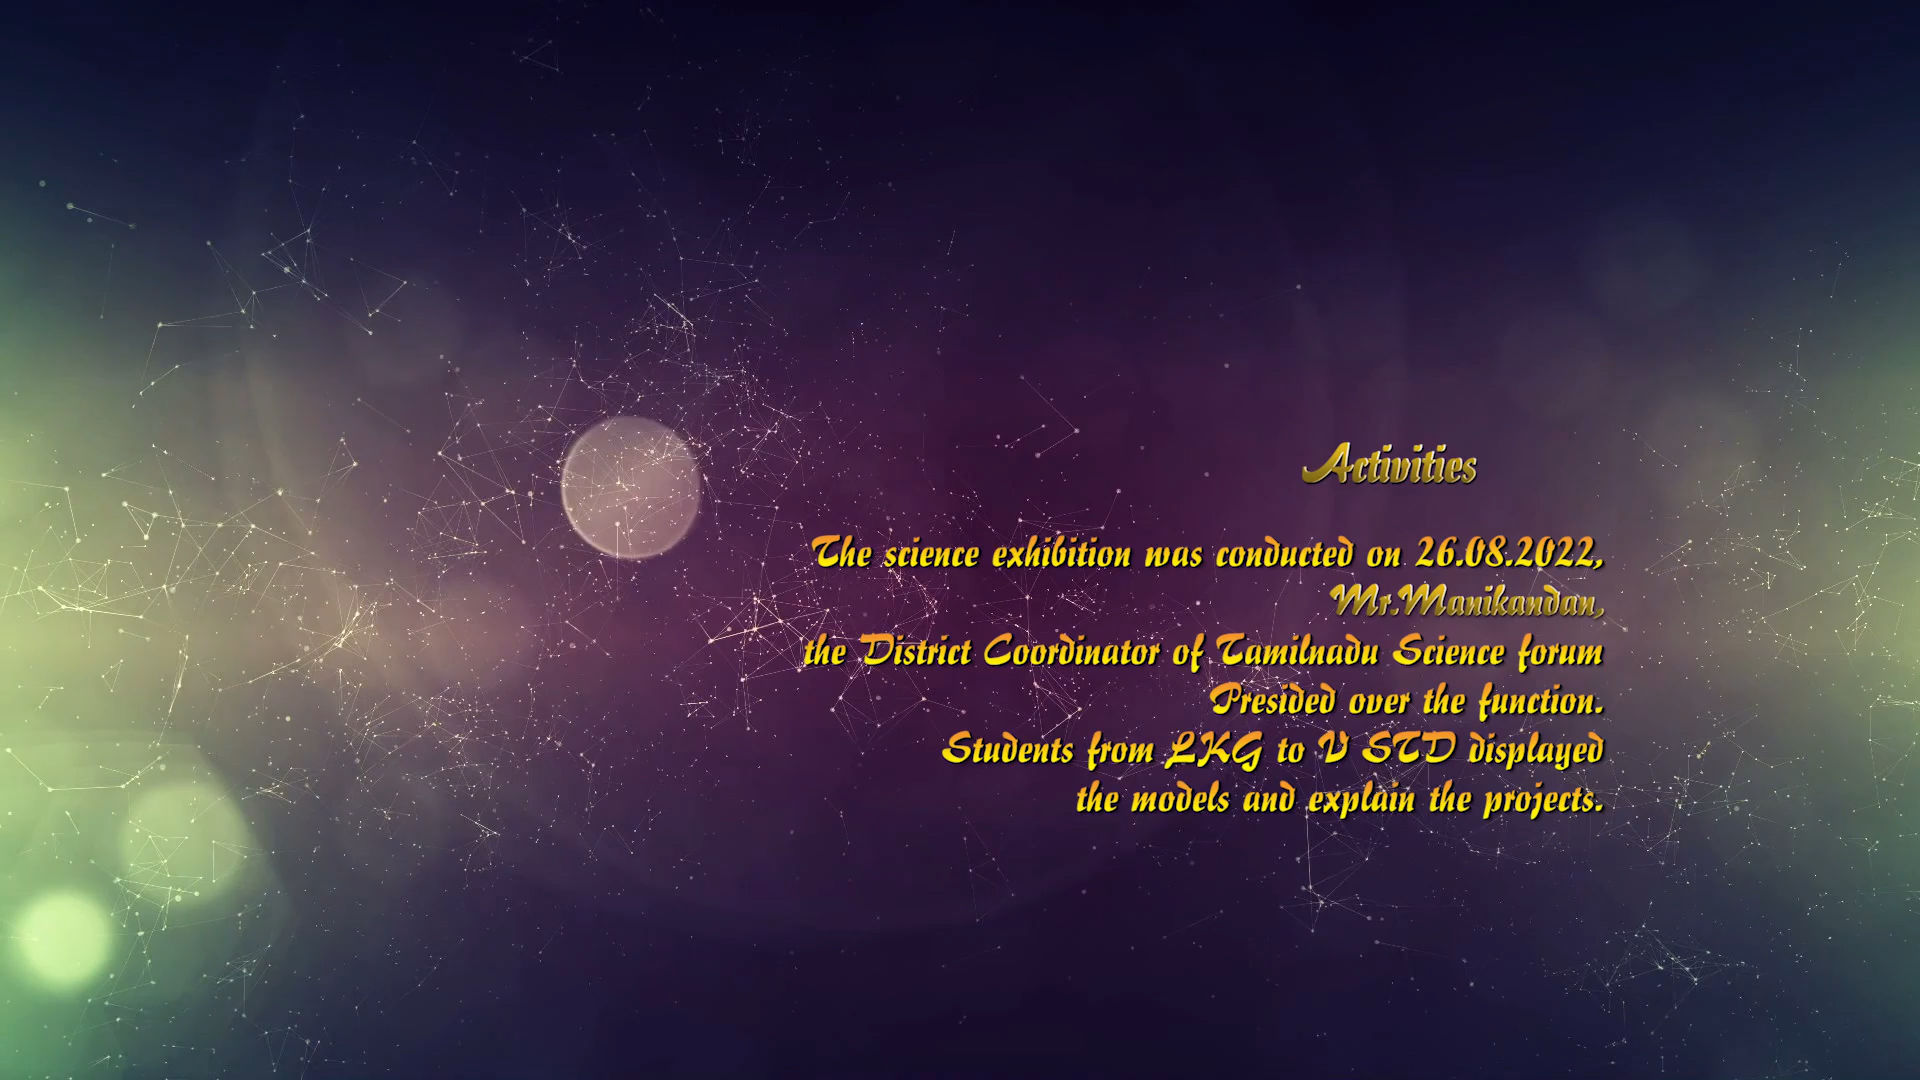 Activities
The science exhibition was conducted on 26.08.2022,
Mr.Manikandan,
the District Coordinator of Tamilnadu Science forum
Presided over the function.
Students from LKG to V STD displayed
the models and explain the projects.